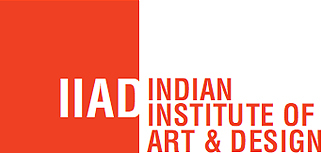 IIAD
INDIAN
INSTITUTE OF
ART & DESIGN